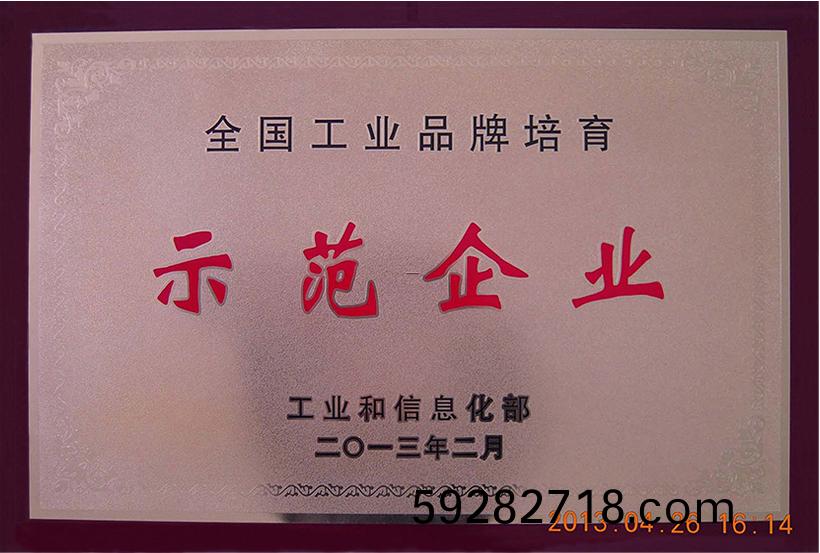 全国工业品牌培育
示范企业
工业和信息化部
二〇一三年二月
59282718.com
2013.04.26 16:14